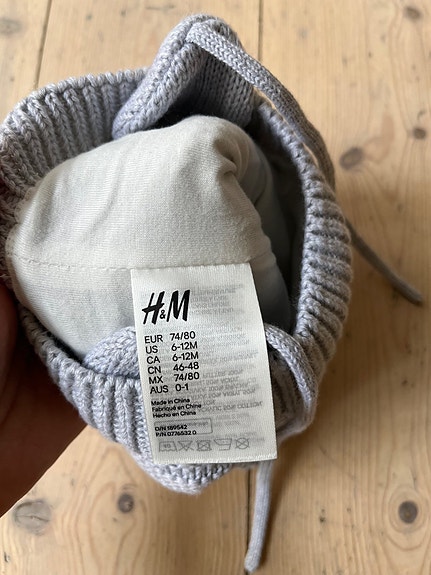 H&M
EUR 74/80
US 6-12M
CA 6-12M
CN 46-48
MX 74/80
AUS 0-1
Made in China
Fabriqué en Chine
Hecho en China
D/N 189542
P/N 0776532 0